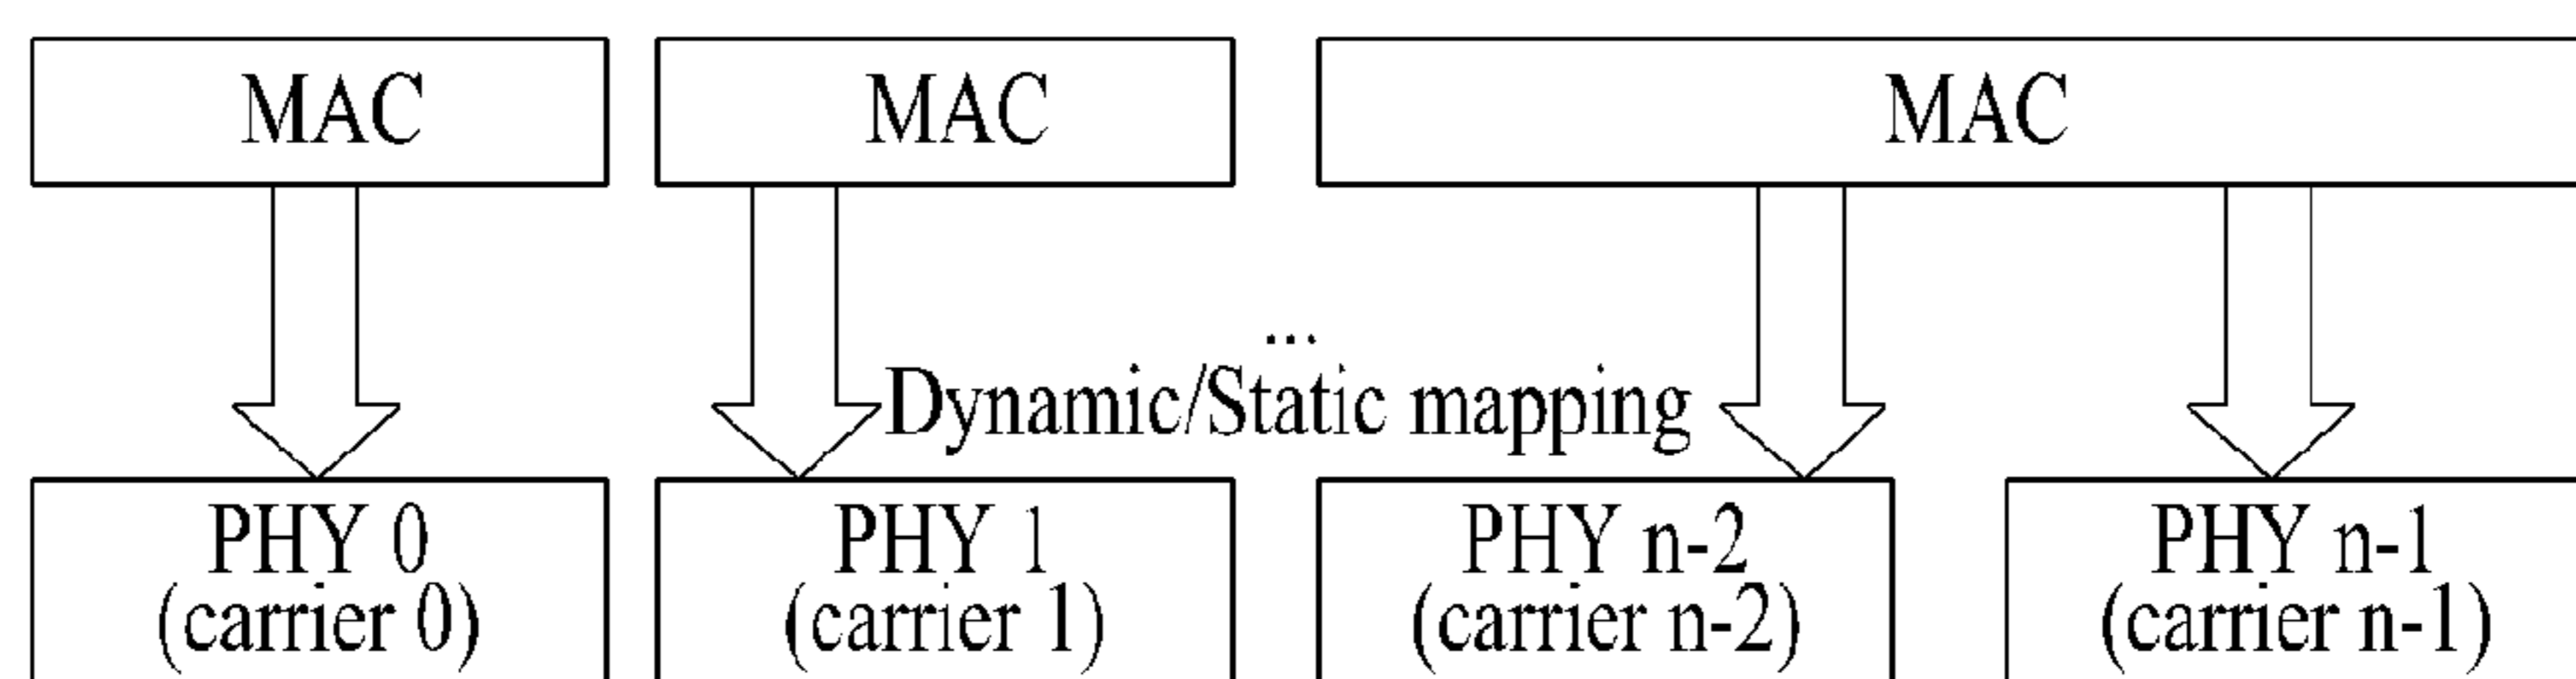 MAC
MAC
MAC
...
Dynamic/Static mapping
PHY 0
(carrier 0)
PHY 1
(carrier 1)
PHY n-2
(carrier n-2)
PHY n-1
(carrier n-1)